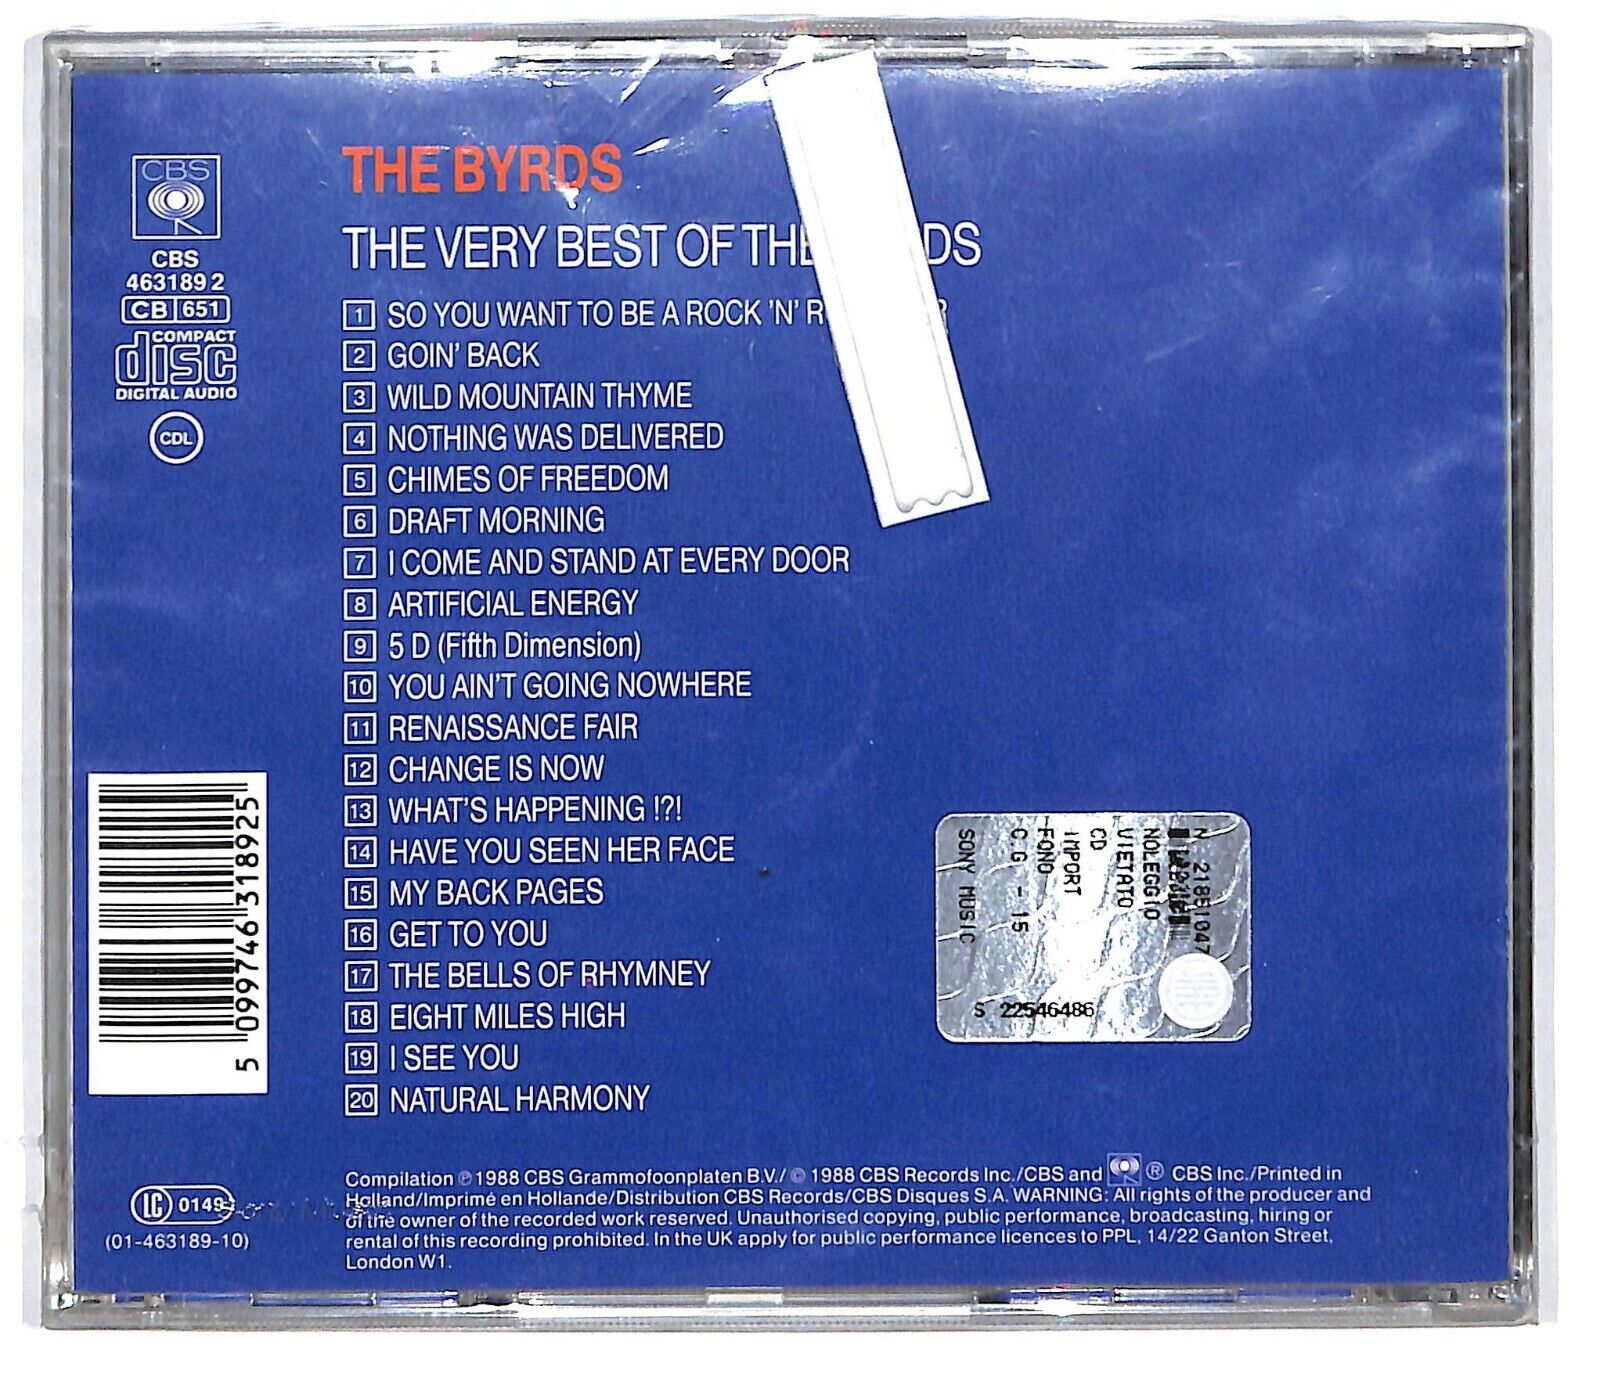 CBS
CBS
463189 2
CB 651
COMPACT
disc
DIGITAL AUDIO
CDL
THE BYRDS
THE VERY BEST OF THE DS
1 SO YOU WANT TO BE A ROCK 'N' R
2 GOIN' BACK
3 WILD MOUNTAIN THYME
4 NOTHING WAS DELIVERED
5 CHIMES OF FREEDOM
6 DRAFT MORNING
7 I COME AND STAND AT EVERY DOOR
8 ARTIFICIAL ENERGY
9 5 D (Fifth Dimension)
10 YOU AIN'T GOING NOWHERE
11 RENAISSANCE FAIR
12 CHANGE IS NOW
13 WHAT'S HAPPENING !?!
14 HAVE YOU SEEN HER FACE
15 MY BACK PAGES
16 GET TO YOU
17 THE BELLS OF RHYMNEY
18 EIGHT MILES HIGH
19 I SEE YOU
20 NATURAL HARMONY
5 099746 318925
N 21851047
NOLEGGIO
VIETATO
CD
IMPORT
FONO
C.G - 15
SONY MUSIC
S 22546486
LC 0149
(01-463189-10)
Compilation ℗ 1988 CBS Grammofoonplaten B.V./ © 1988 CBS Records Inc./CBS and ® CBS Inc./Printed in
Holland/Imprimé en Hollande/Distribution CBS Records/CBS Disques S.A. WARNING: All rights of the producer and
of the owner of the recorded work reserved. Unauthorised copying, public performance, broadcasting, hiring or
rental of this recording prohibited. In the UK apply for public performance licences to PPL, 14/22 Ganton Street,
London W1.